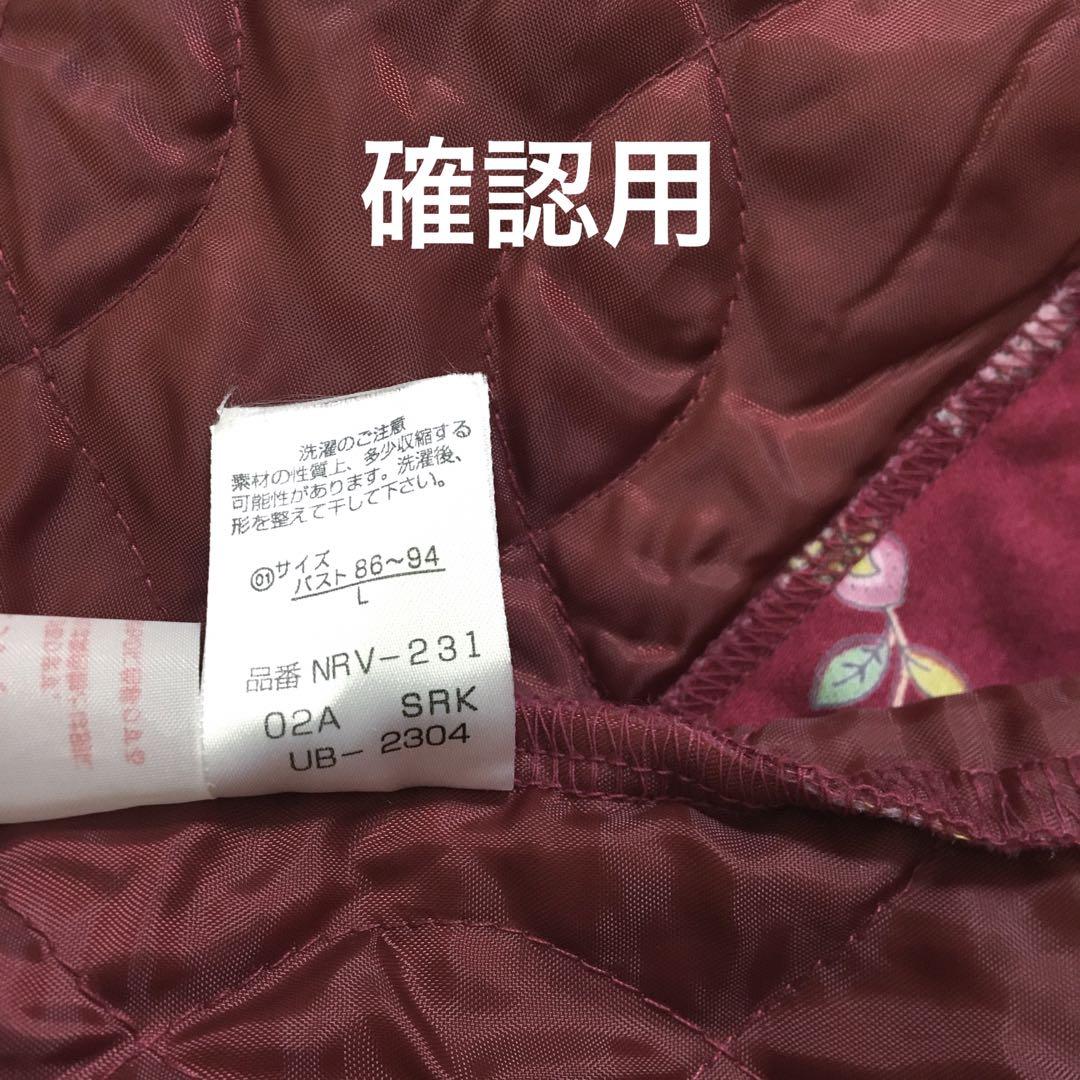 確認用
洗濯のご注意
素材の性質上、多少収縮する
可能性があります。洗濯後、
形を整えて干して下さい。
01サイズ
バスト 86〜94
L
品番 NRV-231
02A SRK
UB-2304